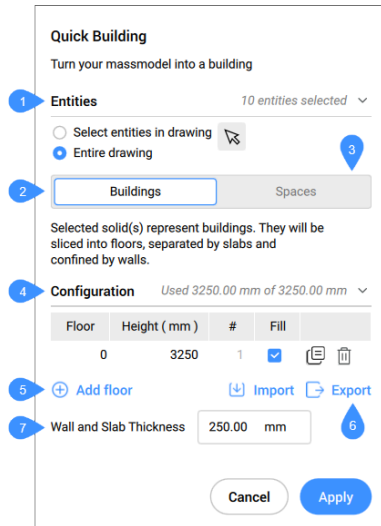 Quick Building
Turn your massmodel into a building
1 Entities 10 entities selected
Select entities in drawing
Entire drawing
3
2 Buildings Spaces
Selected solid(s) represent buildings. They will be
sliced into floors, separated by slabs and
confined by walls.
4 Configuration Used 3250.00 mm of 3250.00 mm
Floor Height ( mm ) # Fill
0 3250 1
5 Add floor Import Export
7 Wall and Slab Thickness 250.00 mm 6
Cancel Apply